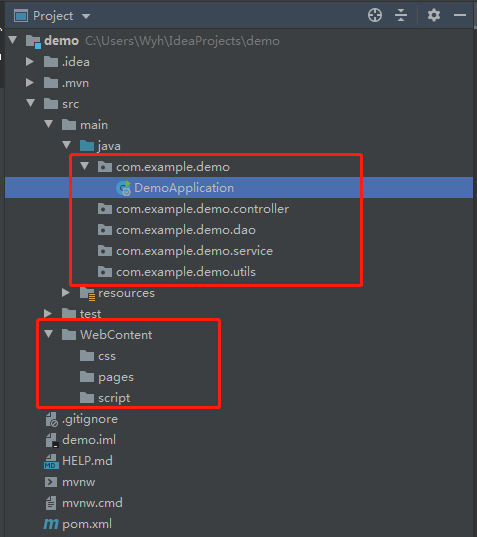 Project
demo C:\Users\Wyh\IdeaProjects\demo
.idea
.mvn
src
main
java
com.example.demo
DemoApplication
com.example.demo.controller
com.example.demo.dao
com.example.demo.service
com.example.demo.utils
resources
test
WebContent
css
pages
script
.gitignore
demo.iml
MD HELP.md
mvnw
mvnw.cmd
m pom.xml